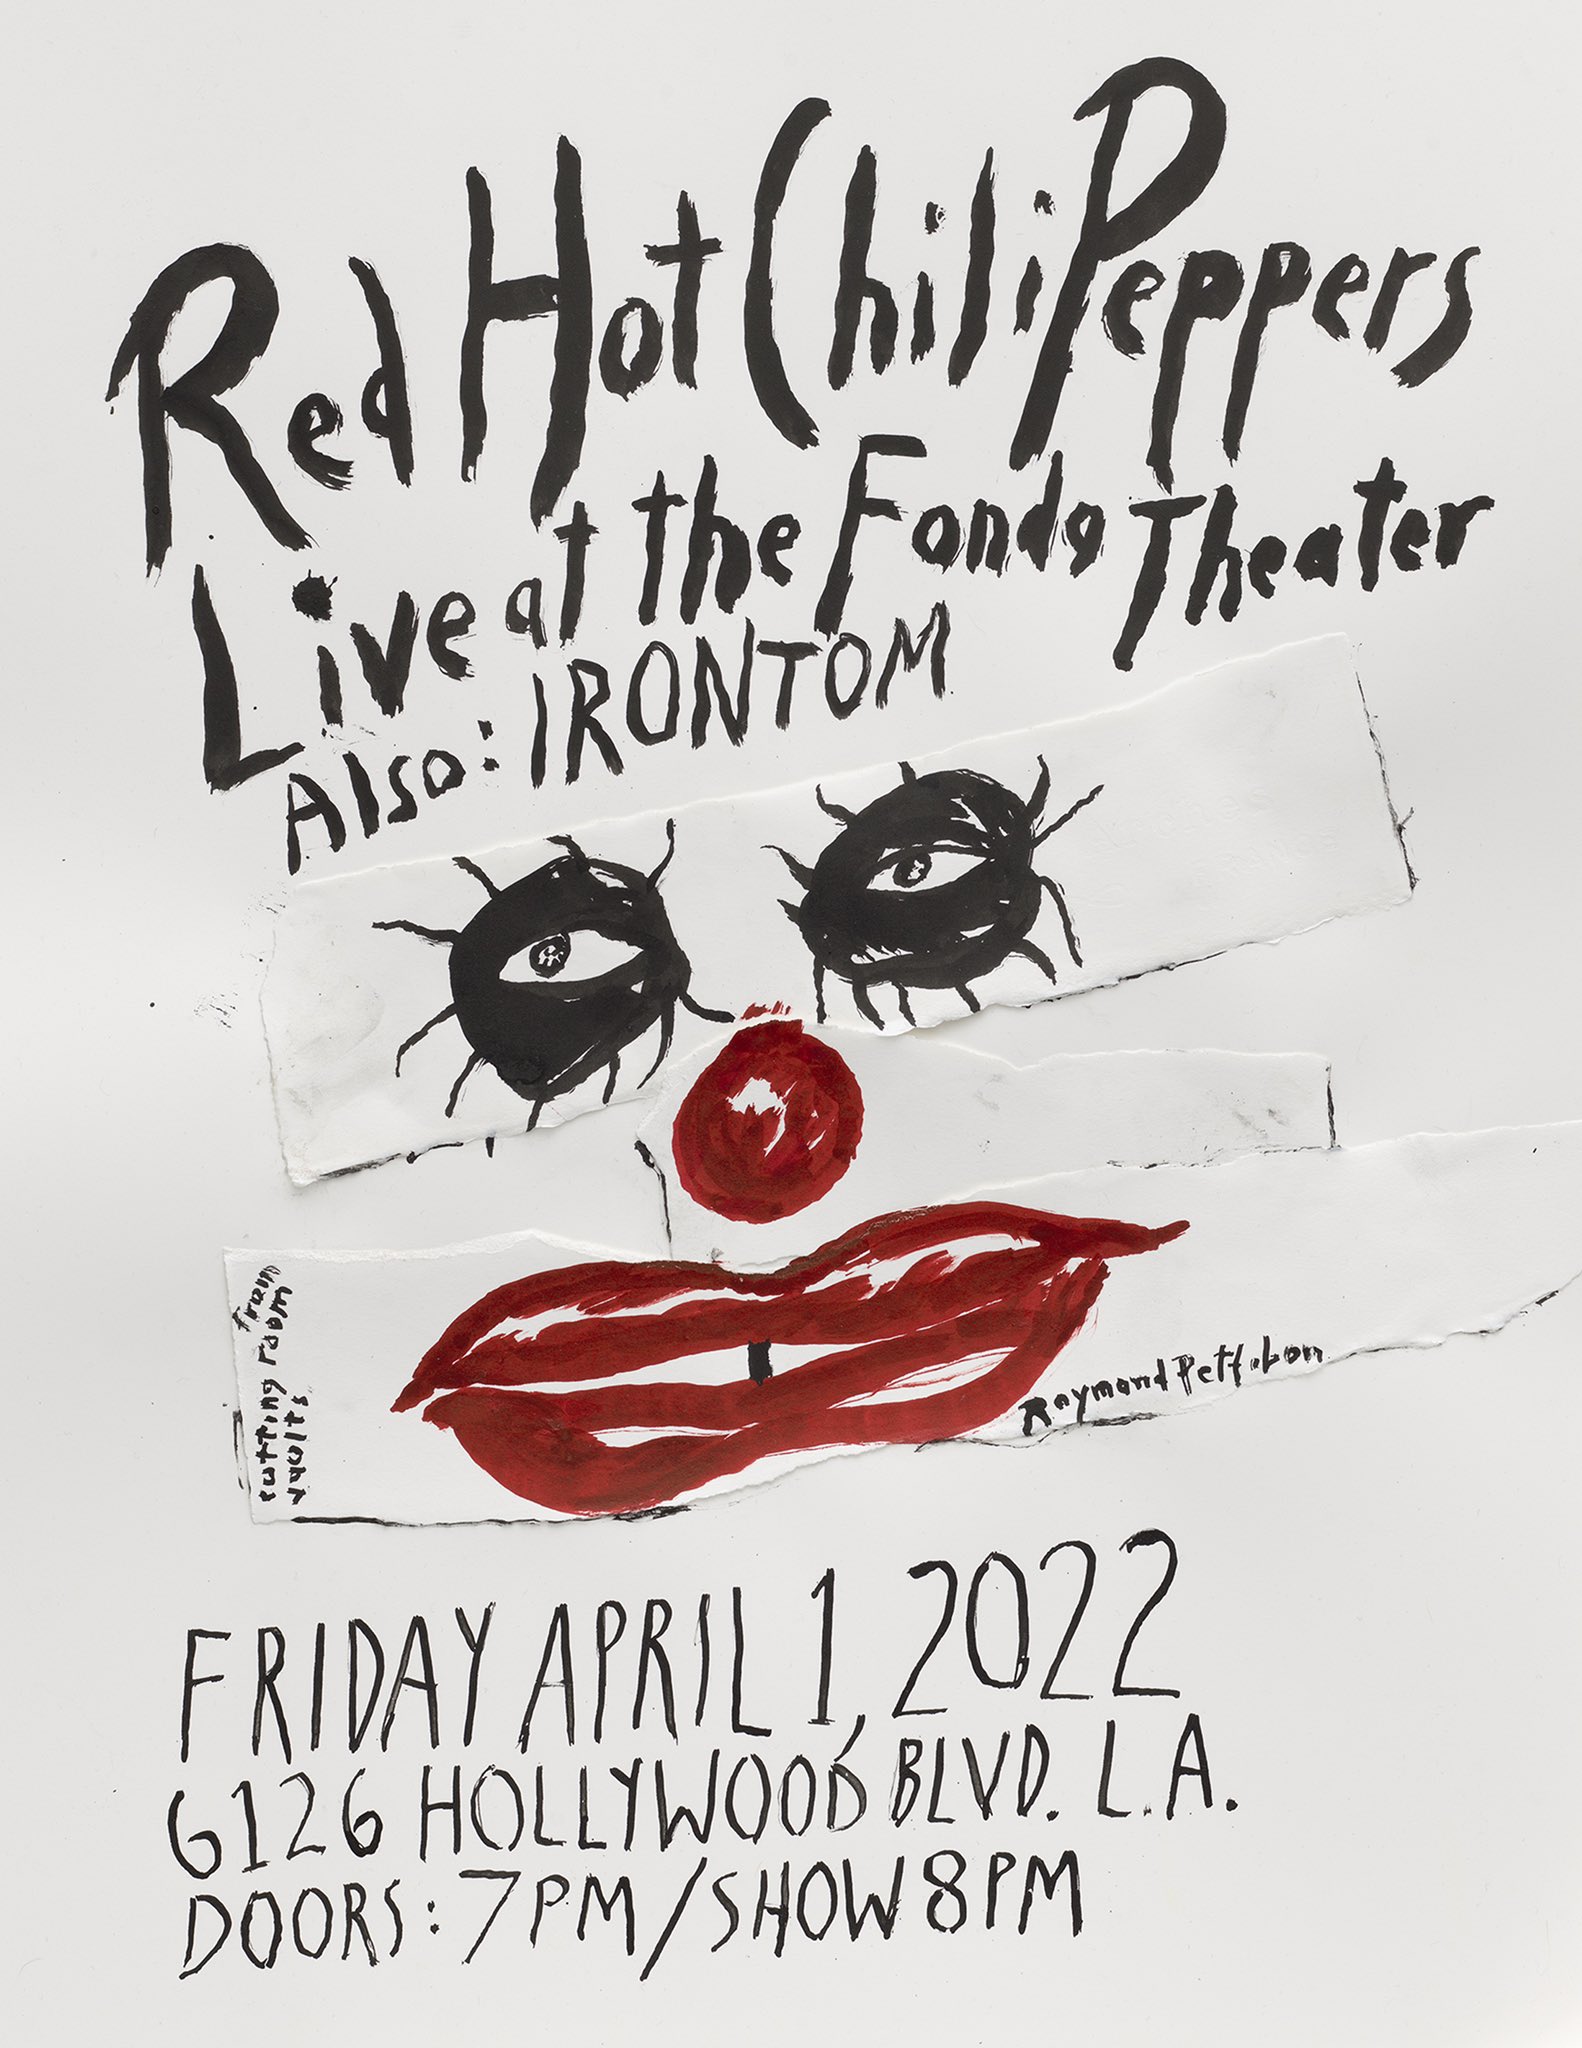 Red Hot Chili Peppers
Live at the Fonda Theater
Also: IRONTOM
from
cutting room
vaults
Raymond Pettibon
FRIDAY APRIL 1, 2022
6126 HOLLYWOOD BLVD. L.A.
DOORS: 7PM/SHOW 8PM